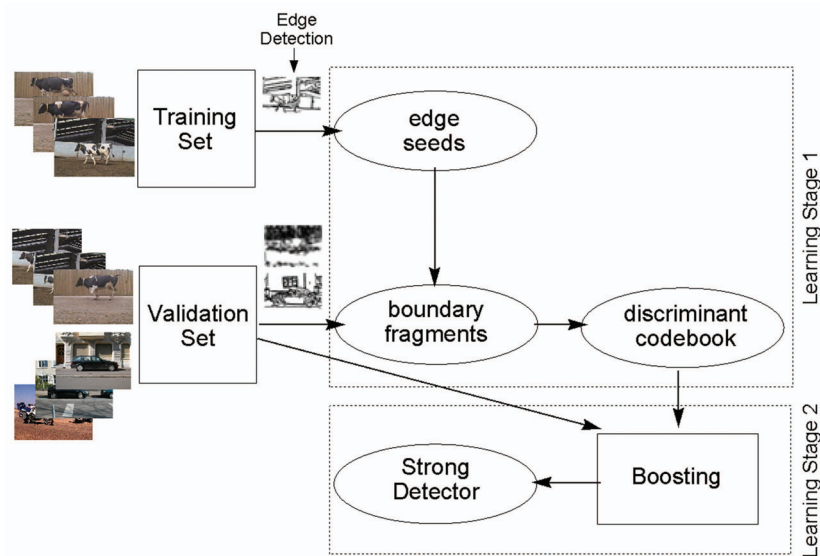 Edge
Detection
Training
Set
edge
seeds
Learning Stage 1
Validation
Set
boundary
fragments
discriminant
codebook
Strong
Detector
Boosting
Learning Stage 2